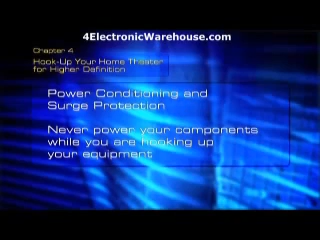 4ElectronicWarehouse.com
Chapter 4
Hook-Up Your Home Theater
for Higher Definition
Power Conditioning and
Surge Protection
Never power your components
while you are hooking up
your equipment